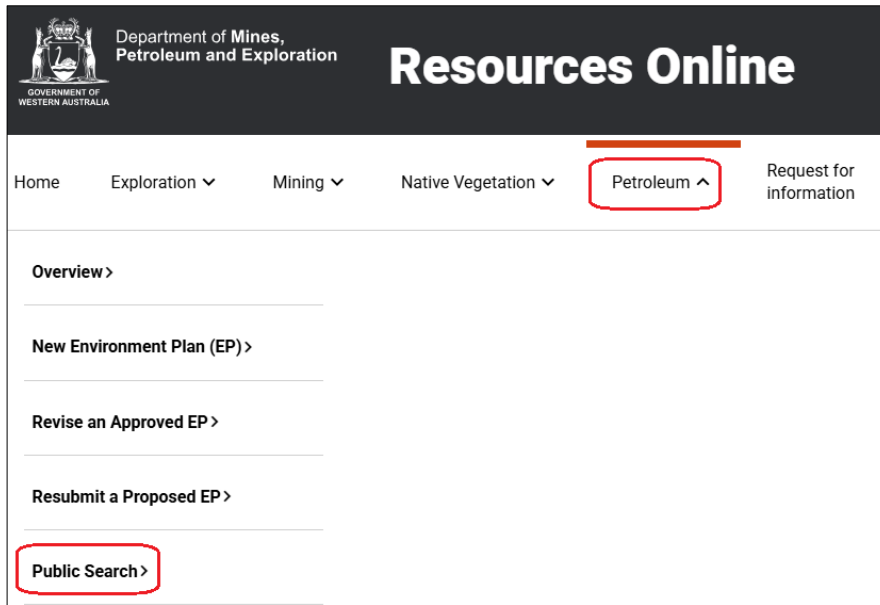 Department of Mines,
Petroleum and Exploration
GOVERNMENT OF
WESTERN AUSTRALIA
Resources Online
Home
Exploration
Mining
Native Vegetation
Petroleum
Request for
information
Overview
New Environment Plan (EP)
Revise an Approved EP
Resubmit a Proposed EP
Public Search